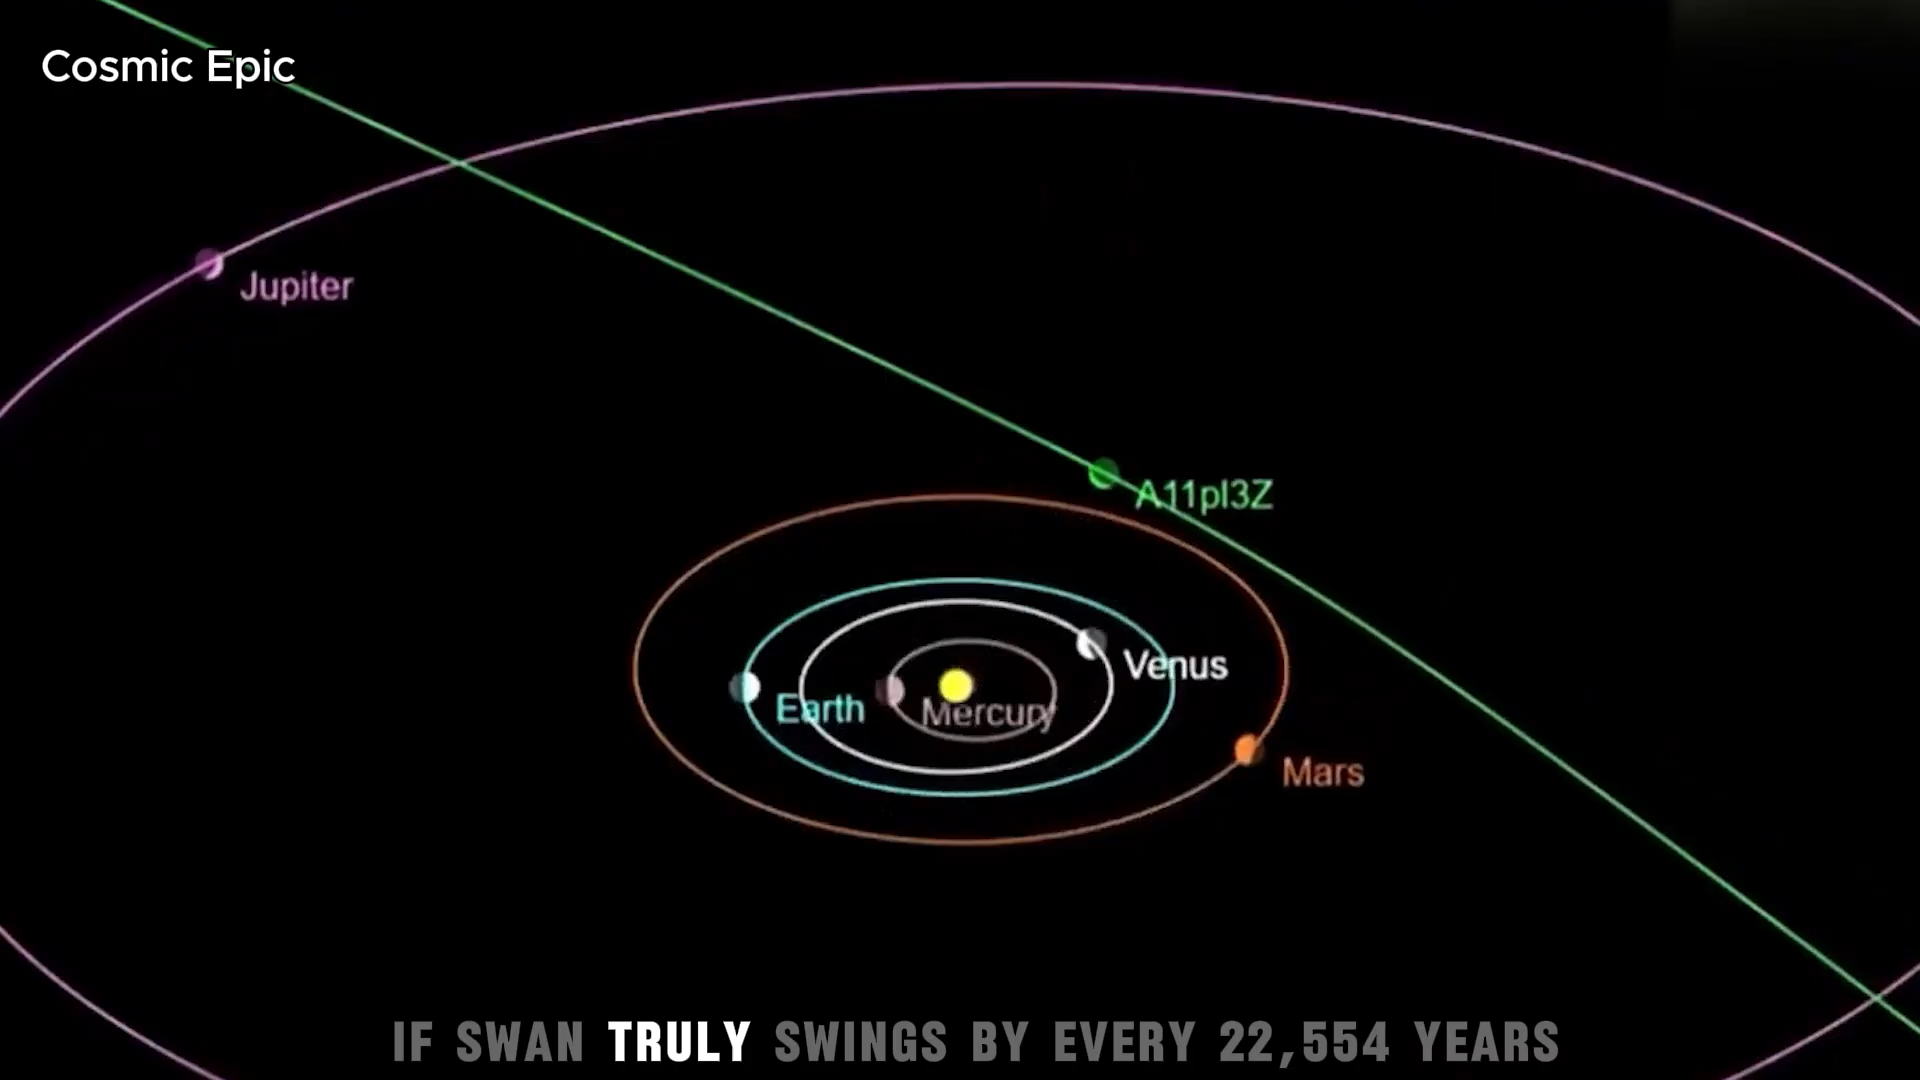 Cosmic Epic
Jupiter
A11pl3Z
Venus
Earth
Mercury
Mars
IF SWAN TRULY SWINGS BY EVERY 22,554 YEARS